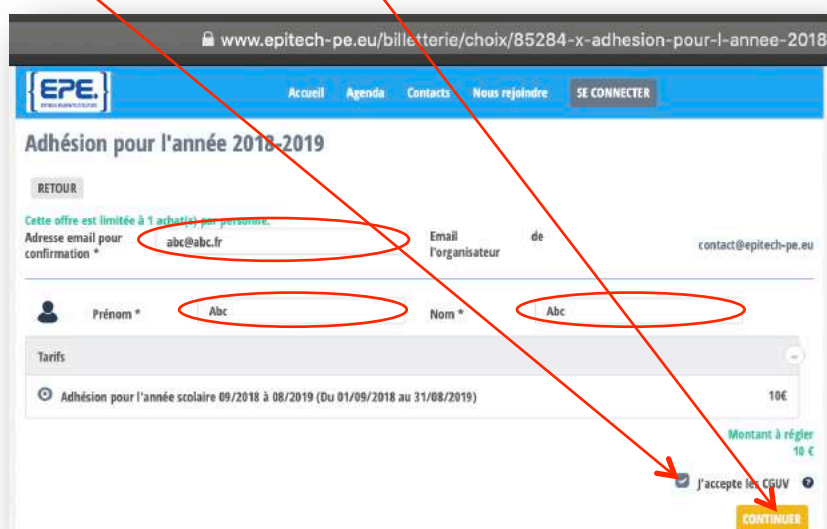 www.epitech-pe.eu/billetterie/choix/85284-x-adhesion-pour-l-annee-2018
{EPE.}
Accueil Agenda Contacts Nous rejoindre SE CONNECTER
Adhésion pour l'année 2018-2019
RETOUR
Cette offre est limitée à 1 achat(s) par personne.
Adresse email pour confirmation * abc@abc.fr Email de l'organisateur contact@epitech-pe.eu
Prénom * Abc Nom * Abc
Tarifs
Adhésion pour l'année scolaire 09/2018 à 08/2019 (Du 01/09/2018 au 31/08/2019) 10€
Montant à régler
10 €
J'accepte les CGUV
CONTINUER